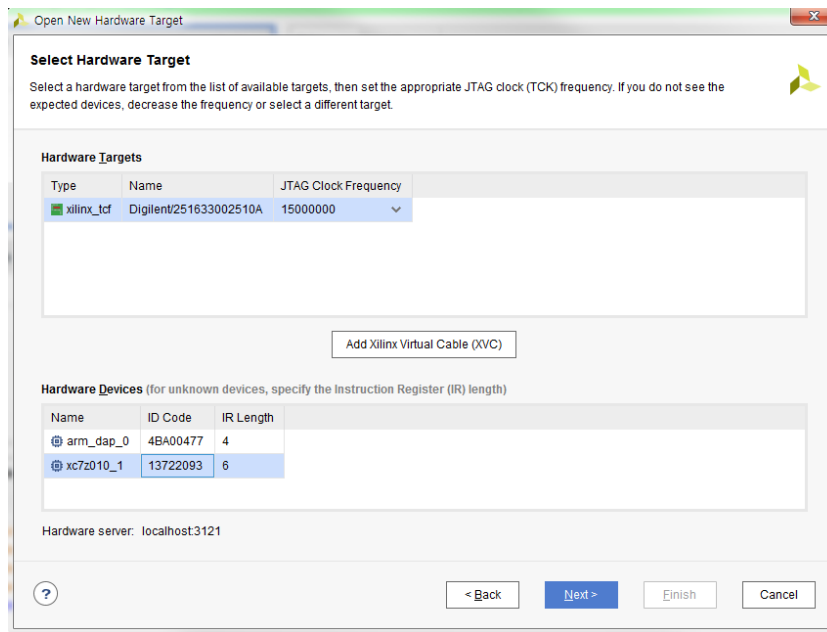 Open New Hardware Target
Select Hardware Target
Select a hardware target from the list of available targets, then set the appropriate JTAG clock (TCK) frequency. If you do not see the
expected devices, decrease the frequency or select a different target.
Hardware Targets
Type Name JTAG Clock Frequency
xilinx_tcf Digilent/251633002510A 15000000
Add Xilinx Virtual Cable (XVC)
Hardware Devices (for unknown devices, specify the Instruction Register (IR) length)
Name ID Code IR Length
arm_dap_0 4BA00477 4
xc7z010_1 13722093 6
Hardware server: localhost:3121
? < Back Next > Finish Cancel